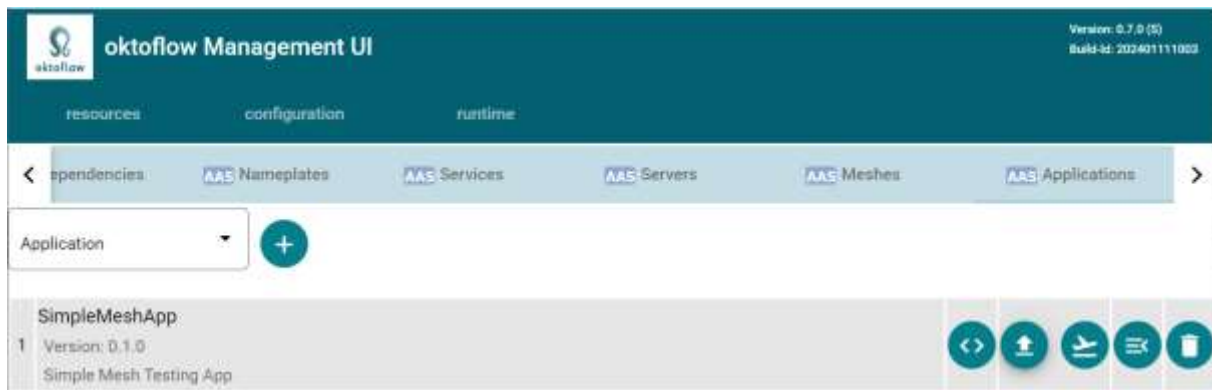 oktoflow
oktoflow Management UI
Version: 0.7.0 (S)
Build-Id: 202401111003
resources configuration runtime
ependencies AAS Nameplates AAS Services AAS Servers AAS Meshes AAS Applications
Application
SimpleMeshApp
1 Version: 0.1.0
Simple Mesh Testing App